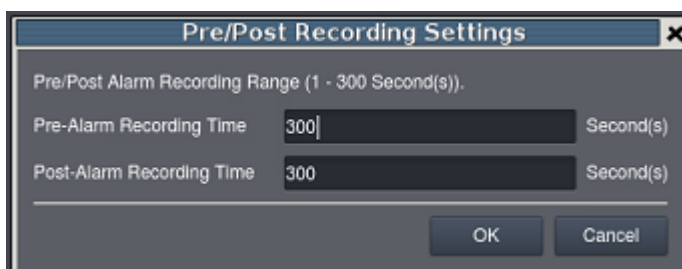 Pre/Post Recording Settings
Pre/Post Alarm Recording Range (1 - 300 Second(s)).
Pre-Alarm Recording Time 300 Second(s)
Post-Alarm Recording Time 300 Second(s)
OK Cancel